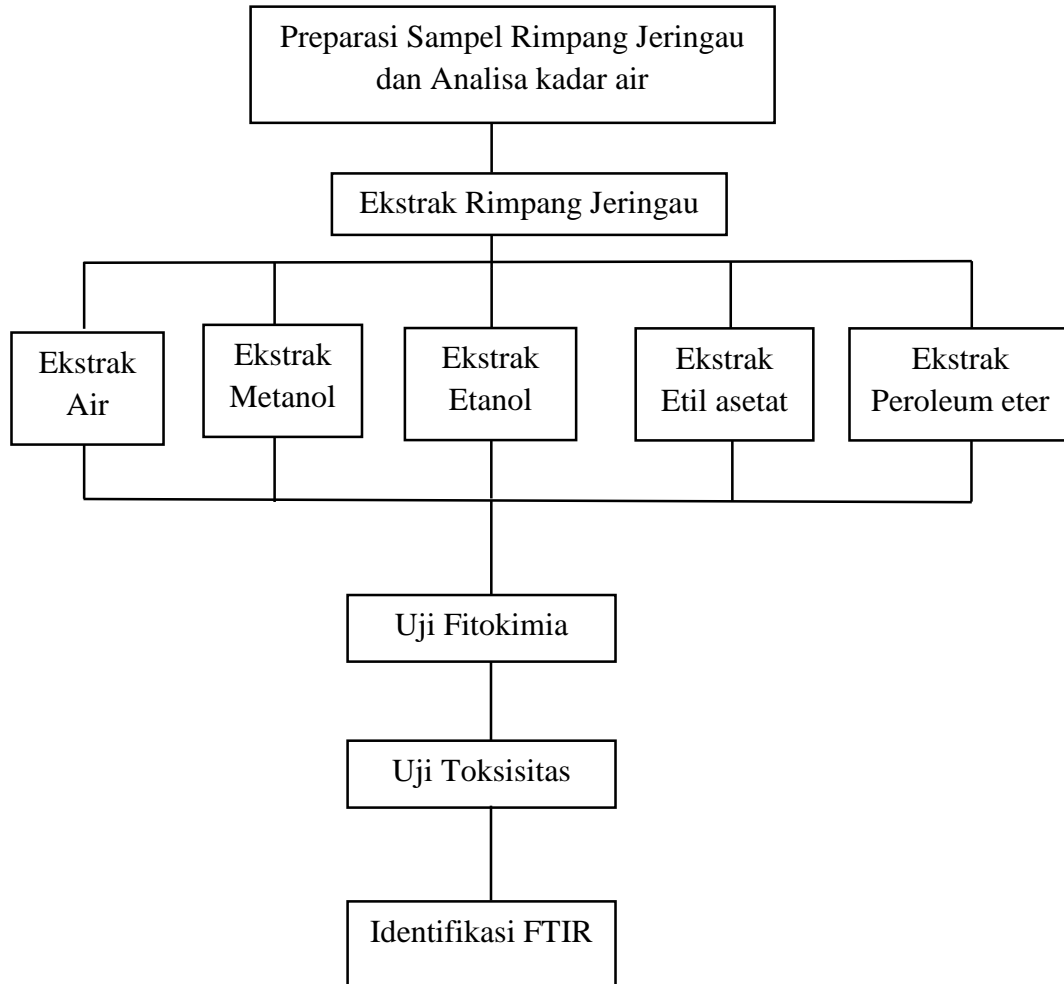 Preparasi Sampel Rimpang Jeringau
dan Analisa kadar air
Ekstrak Rimpang Jeringau
Ekstrak
Air
Ekstrak
Metanol
Ekstrak
Etanol
Ekstrak
Etil asetat
Ekstrak
Peroleum eter
Uji Fitokimia
Uji Toksisitas
Identifikasi FTIR